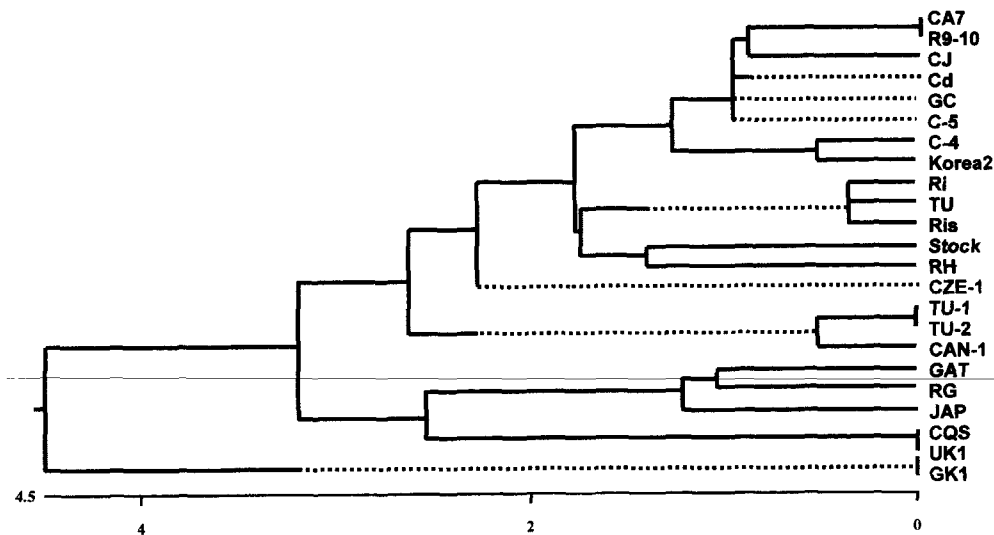 CA7
R9-10
CJ
Cd
GC
C-5
C-4
Korea2
Ri
TU
Ris
Stock
RH
CZE-1
TU-1
TU-2
CAN-1
GAT
RG
JAP
CQS
UK1
GK1
4.5
4 2 0